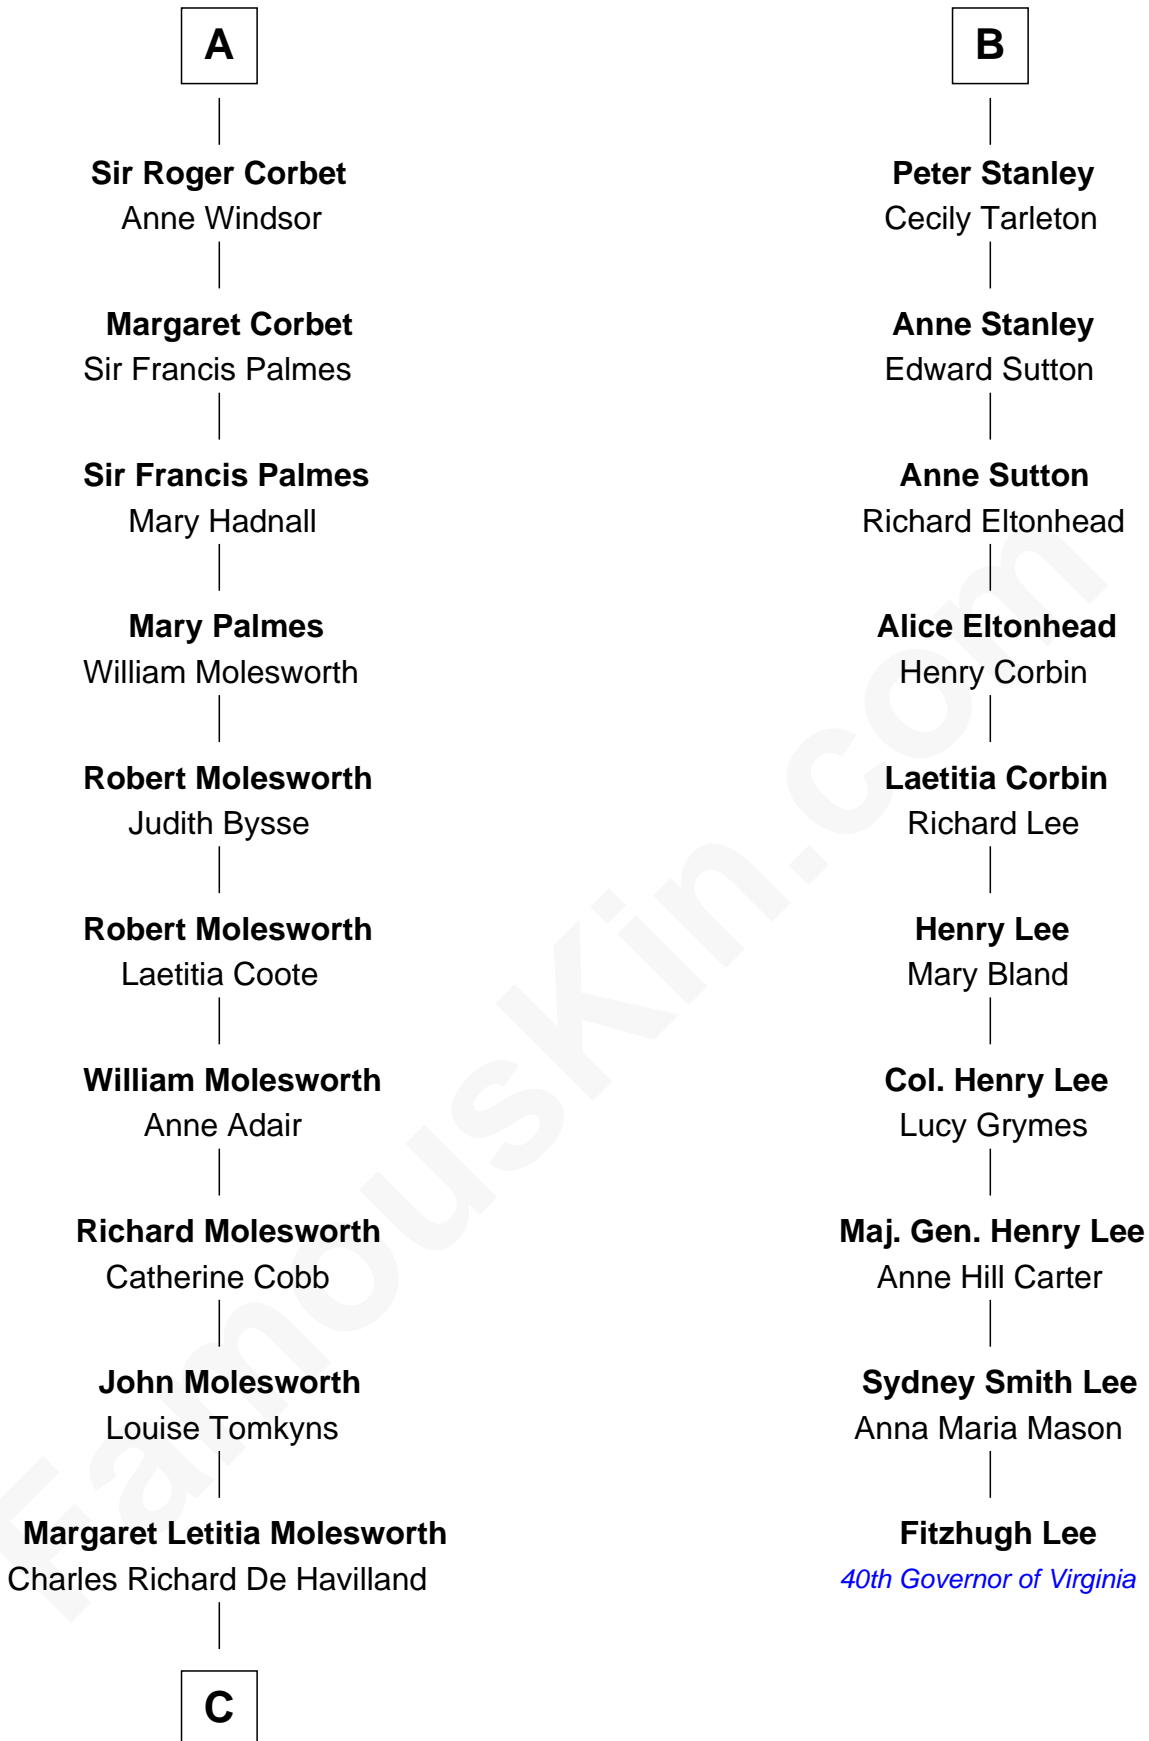 A
Sir Roger Corbet
Anne Windsor
Margaret Corbet
Sir Francis Palmes
Sir Francis Palmes
Mary Hadnall
Mary Palmes
William Molesworth
Robert Molesworth
Judith Bysse
Robert Molesworth
Laetitia Coote
William Molesworth
Anne Adair
Richard Molesworth
Catherine Cobb
John Molesworth
Louise Tomkyns
Margaret Letitia Molesworth
Charles Richard De Havilland
C
B
Peter Stanley
Cecily Tarleton
Anne Stanley
Edward Sutton
Anne Sutton
Richard Eltonhead
Alice Eltonhead
Henry Corbin
Laetitia Corbin
Richard Lee
Henry Lee
Mary Bland
Col. Henry Lee
Lucy Grymes
Maj. Gen. Henry Lee
Anne Hill Carter
Sydney Smith Lee
Anna Maria Mason
Fitzhugh Lee
40th Governor of Virginia
FamousKin.com